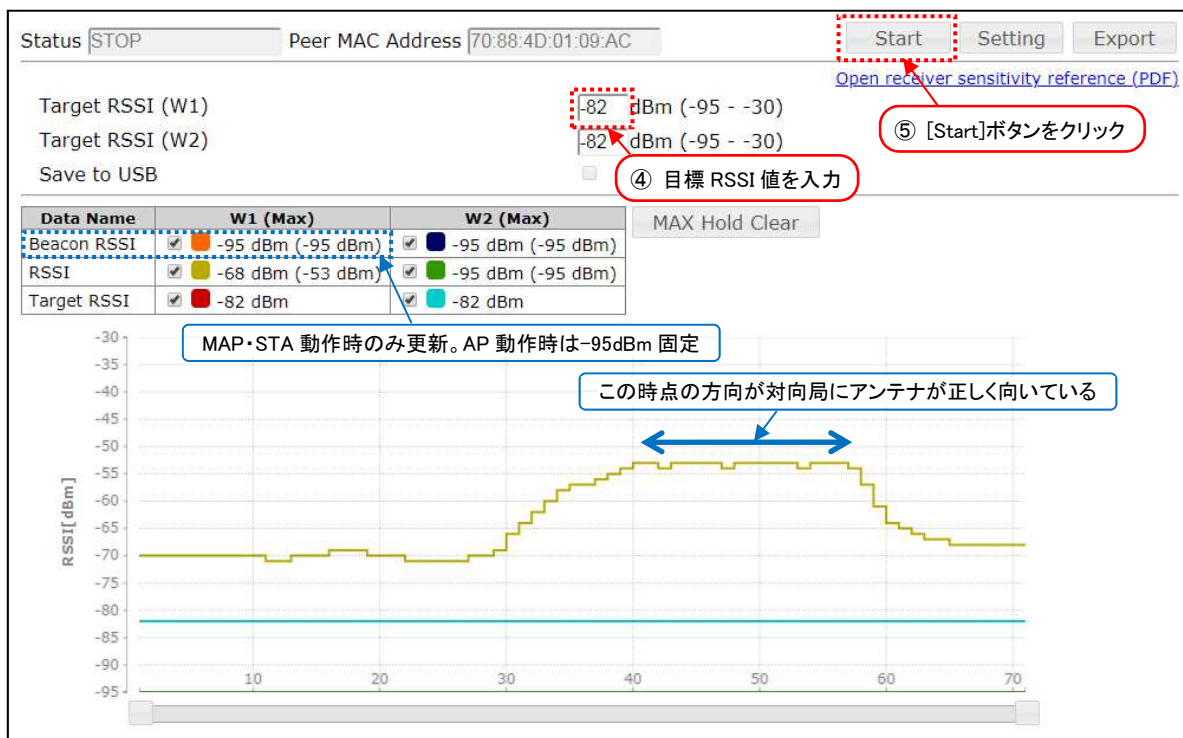 Status STOP Peer MAC Address 70:88:4D:01:09:AC Start Setting Export
Open receiver sensitivity reference (PDF)
Target RSSI (W1) -82 dBm (-95 - -30)
⑤ [Start]ボタンをクリック
Target RSSI (W2) -82 dBm (-95 - -30)
Save to USB
④ 目標 RSSI 値を入力
Data Name W1 (Max) W2 (Max) MAX Hold Clear
Beacon RSSI -95 dBm (-95 dBm) -95 dBm (-95 dBm)
RSSI -68 dBm (-53 dBm) -95 dBm (-95 dBm)
Target RSSI -82 dBm -82 dBm
MAP・STA 動作時のみ更新。AP 動作時は-95dBm 固定
この時点の方向が対向局にアンテナが正しく向いている
RSSI[dBm]
-30
-35
-40
-45
-50
-55
-60
-65
-70
-75
-80
-85
-90
-95
10 20 30 40 50 60 70